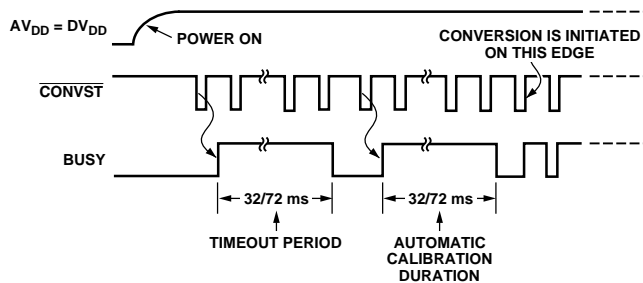 AVDD = DVDD
POWER ON
CONVERSION IS INITIATED
ON THIS EDGE
CONVST
BUSY
32/72 ms
32/72 ms
TIMEOUT PERIOD
AUTOMATIC
CALIBRATION
DURATION